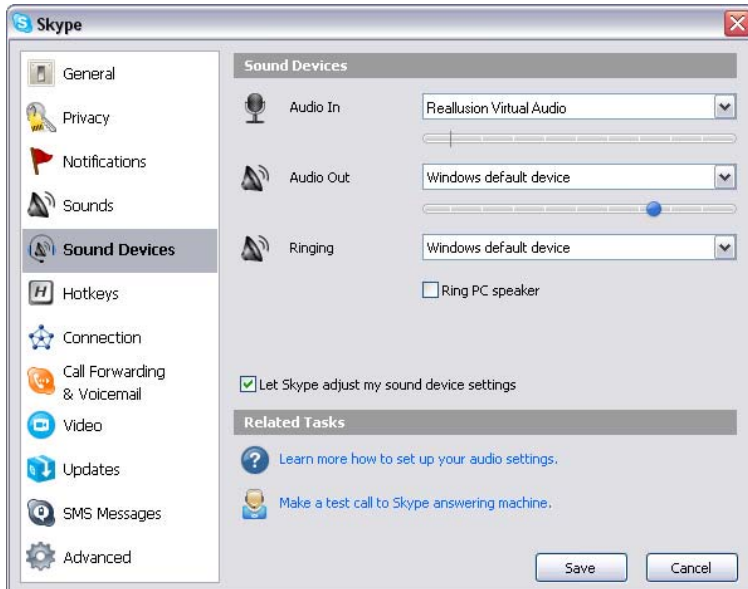 Skype
General
Privacy
Notifications
Sounds
Sound Devices
H Hotkeys
Connection
Call Forwarding
& Voicemail
Video
Updates
SMS Messages
Advanced
Sound Devices
Audio In
Reallusion Virtual Audio
Audio Out
Windows default device
Ringing
Windows default device
Ring PC speaker
Let Skype adjust my sound device settings
Related Tasks
? Learn more how to set up your audio settings.
Make a test call to Skype answering machine.
Save
Cancel